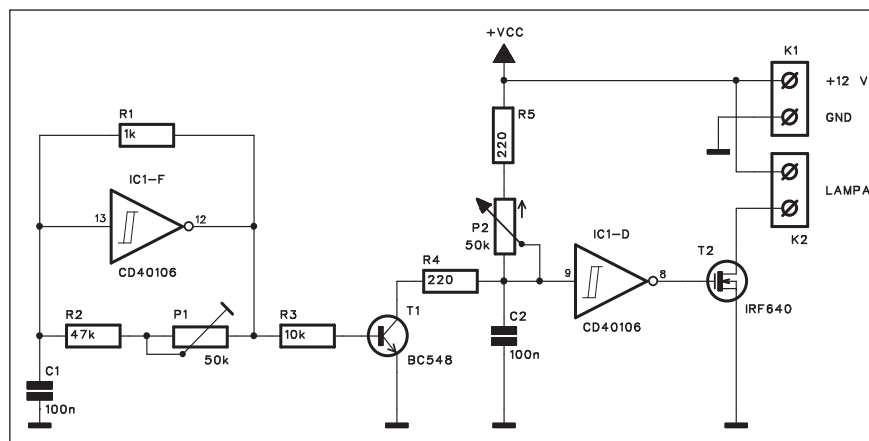 +VCC
K1
+12 V
GND
R1
1k
R5
220
IC1-F
13
12
CD40106
LAMPA
K2
P2
50k
IC1-D
9
8
CD40106
T2
IRF640
R4
220
R2
47k
P1
50k
R3
10k
T1
BC548
C2
100n
C1
100n